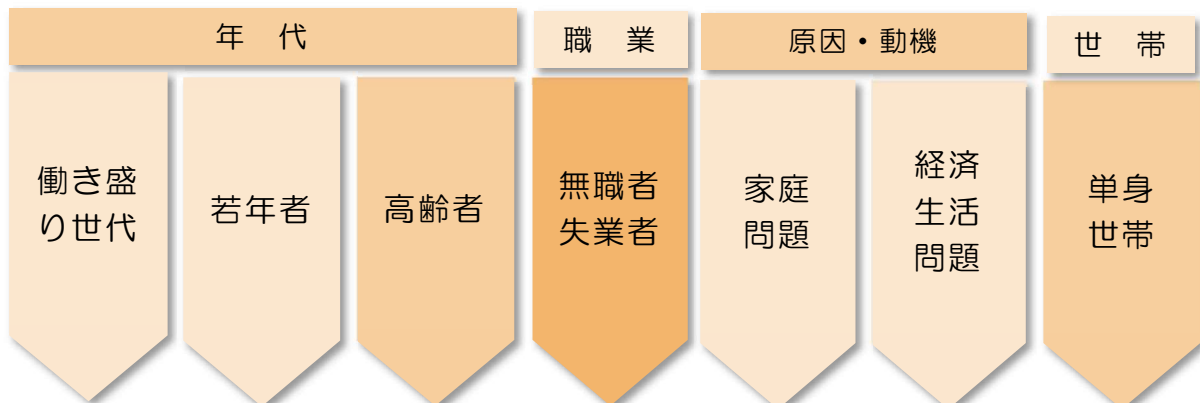 年 代
職 業
原因・動機
世 帯
働き盛
り世代
若年者
高齢者
無職者
失業者
家庭
問題
経済
生活
問題
単身
世帯